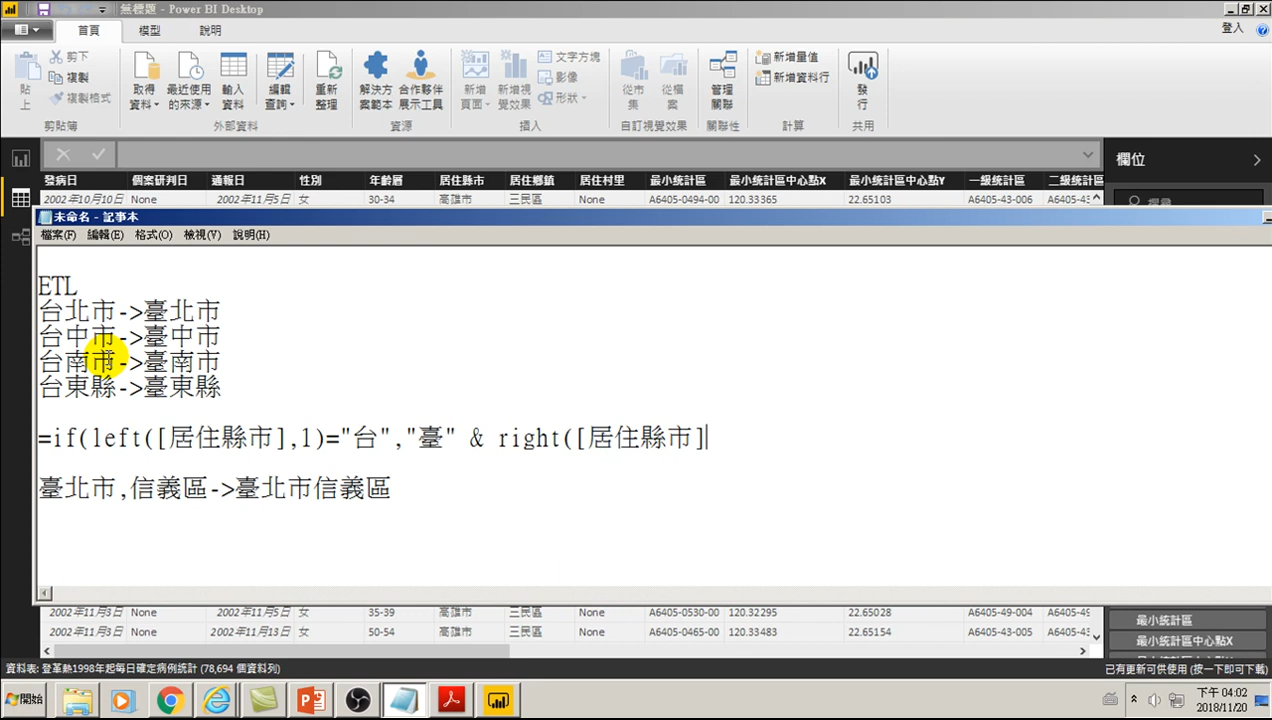 無標題 - Power BI Desktop
首頁 模型 說明 登入
剪下
複製
複製格式
貼上
取得資料
最近使用的來源
輸入資料
編輯查詢
重新整理
解決方案範本
合作夥伴展示工具
新增頁面
新增視覺效果
文字方塊
影像
形狀
從市集
從檔案
管理關聯
新增量值
新增資料行
發行
剪貼簿 外部資料 資源 插入 自訂視覺效果 關聯性 計算 共用
欄位
發病日 個案研判日 通報日 性別 年齡層 居住縣市 居住鄉鎮 居住村里 最小統計區 最小統計區中心點X 最小統計區中心點Y 一級統計區 二級統計區
2002年10月10日 None 2002年11月5日 女 30-34 高雄市 三民區 None A6405-0494-00 120.33365 22.65103 A6405-43-006 A6405-43
搜尋
未命名 - 記事本
檔案(F) 編輯(E) 格式(O) 檢視(V) 說明(H)
ETL
台北市->臺北市
台中市->臺中市
台南市->臺南市
台東縣->臺東縣
=if(left([居住縣市],1)="台","臺" & right([居住縣市]
臺北市,信義區->臺北市信義區
2002年11月3日 None 2002年11月5日 女 35-39 高雄市 三民區 None A6405-0530-00 120.32295 22.65028 A6405-49-004 A6405-49
2002年11月3日 None 2002年11月13日 女 50-54 高雄市 三民區 None A6405-0465-00 120.33483 22.65154 A6405-43-005 A6405-43
最小統計區
最小統計區中心點X
資料表: 登革熱1998年起每日確定病例統計 (78,694 個資料列) 已有更新可供使用 (按一下即可下載)
開始
下午 04:02
2018/11/20